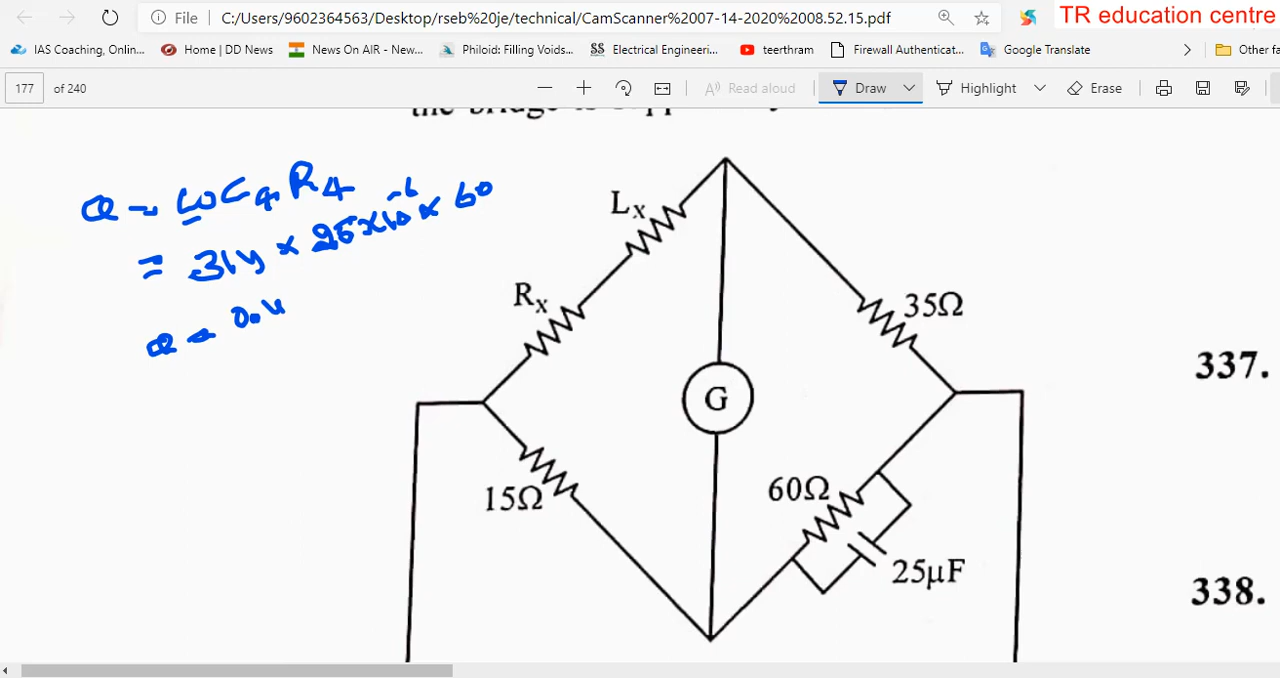 File | C:/Users/9602364563/Desktop/rseb%20je/technical/CamScanner%2007-14-2020%2008.52.15.pdf
TR education centre
IAS Coaching, Onlin... Home | DD News News On AIR - New... Philoid: Filling Voids... Electrical Engineeri... teerthram Firewall Authenticat... Google Translate Other fa
177 of 240 Read aloud Draw Highlight Erase
the bridge is
Q = ωC4R4
= 314 × 25×10-6 × 60
Q = 0.4
Lx
Rx
35Ω
337.
G
15Ω
60Ω
25µF
338.